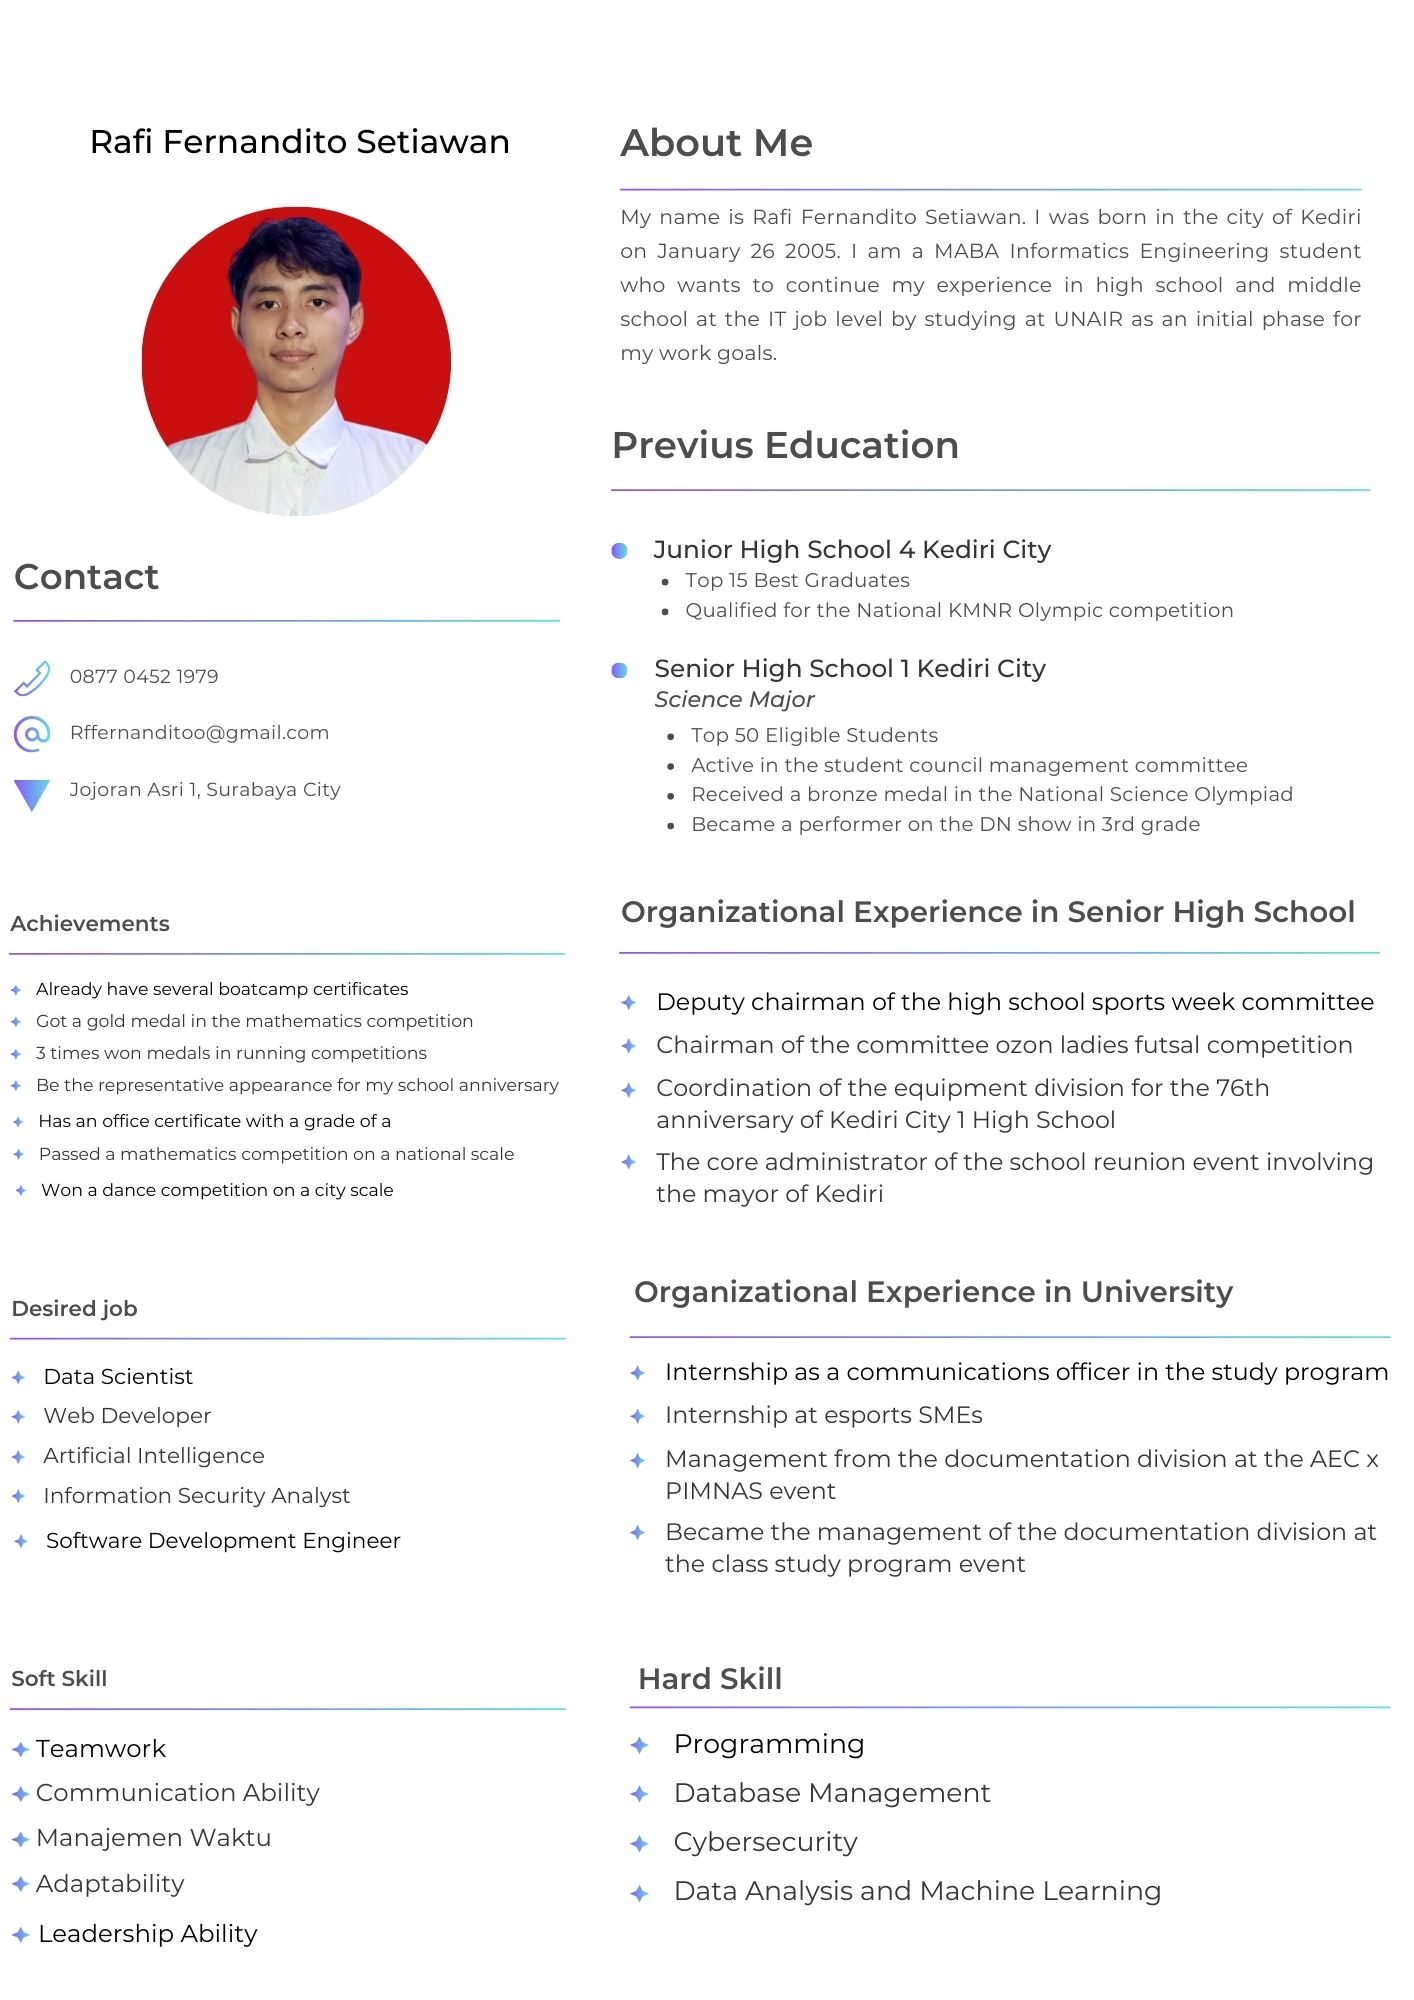 Rafi Fernandito Setiawan
Contact
0877 0452 1979
Rffernanditoo@gmail.com
Jojoran Asri 1, Surabaya City
Achievements
Already have several boatcamp certificates
Got a gold medal in the mathematics competition
3 times won medals in running competitions
Be the representative appearance for my school anniversary
Has an office certificate with a grade of a
Passed a mathematics competition on a national scale
Won a dance competition on a city scale
Desired job
Data Scientist
Web Developer
Artificial Intelligence
Information Security Analyst
Software Development Engineer
Soft Skill
Teamwork
Communication Ability
Manajemen Waktu
Adaptability
Leadership Ability
About Me
My name is Rafi Fernandito Setiawan. I was born in the city of Kediri
on January 26 2005. I am a MABA Informatics Engineering student
who wants to continue my experience in high school and middle
school at the IT job level by studying at UNAIR as an initial phase for
my work goals.
Previus Education
Junior High School 4 Kediri City
• Top 15 Best Graduates
• Qualified for the National KMNR Olympic competition
Senior High School 1 Kediri City
Science Major
• Top 50 Eligible Students
• Active in the student council management committee
• Received a bronze medal in the National Science Olympiad
• Became a performer on the DN show in 3rd grade
Organizational Experience in Senior High School
Deputy chairman of the high school sports week committee
Chairman of the committee ozon ladies futsal competition
Coordination of the equipment division for the 76th
anniversary of Kediri City 1 High School
The core administrator of the school reunion event involving
the mayor of Kediri
Organizational Experience in University
Internship as a communications officer in the study program
Internship at esports SMEs
Management from the documentation division at the AEC x
PIMNAS event
Became the management of the documentation division at
the class study program event
Hard Skill
Programming
Database Management
Cybersecurity
Data Analysis and Machine Learning